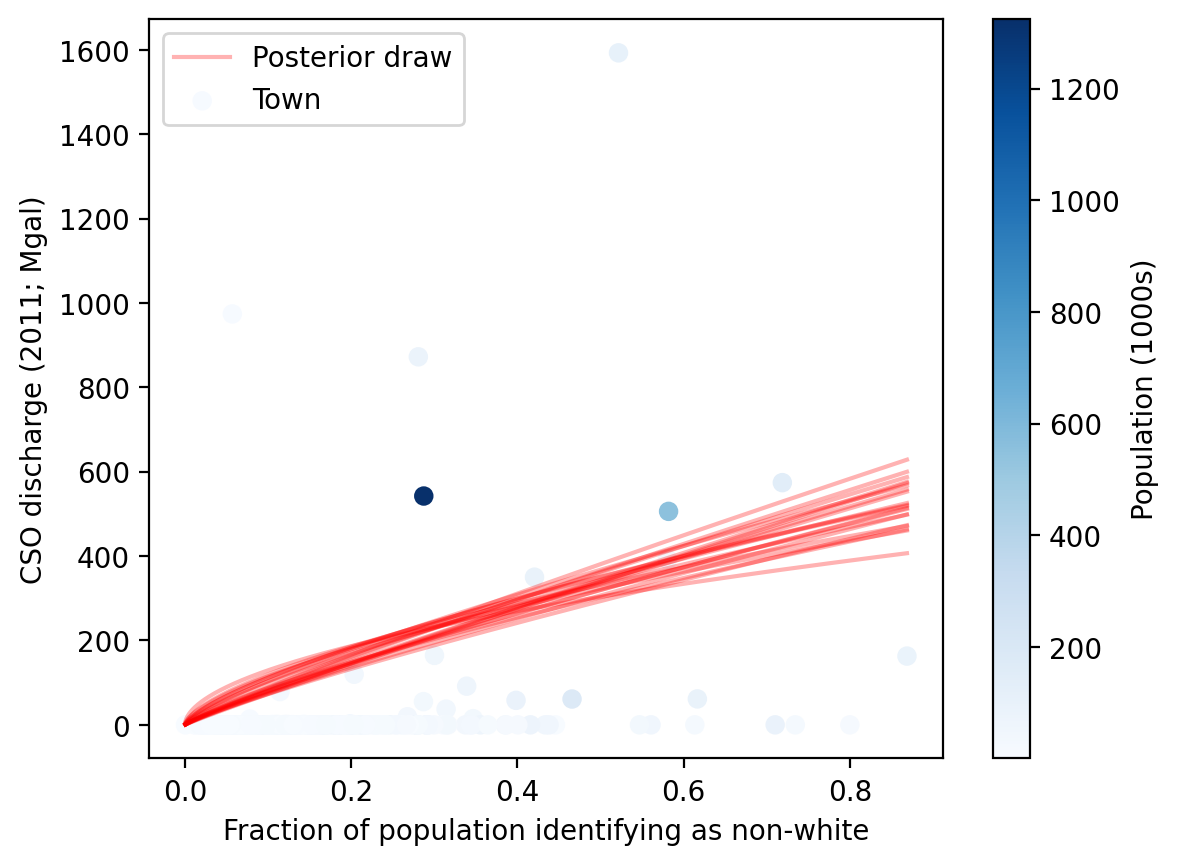 Posterior draw
Town
1600
1400
1200
1000
800
600
400
200
0
CSO discharge (2011; Mgal)
0.0 0.2 0.4 0.6 0.8
Fraction of population identifying as non-white
1200
1000
800
600
400
200
Population (1000s)